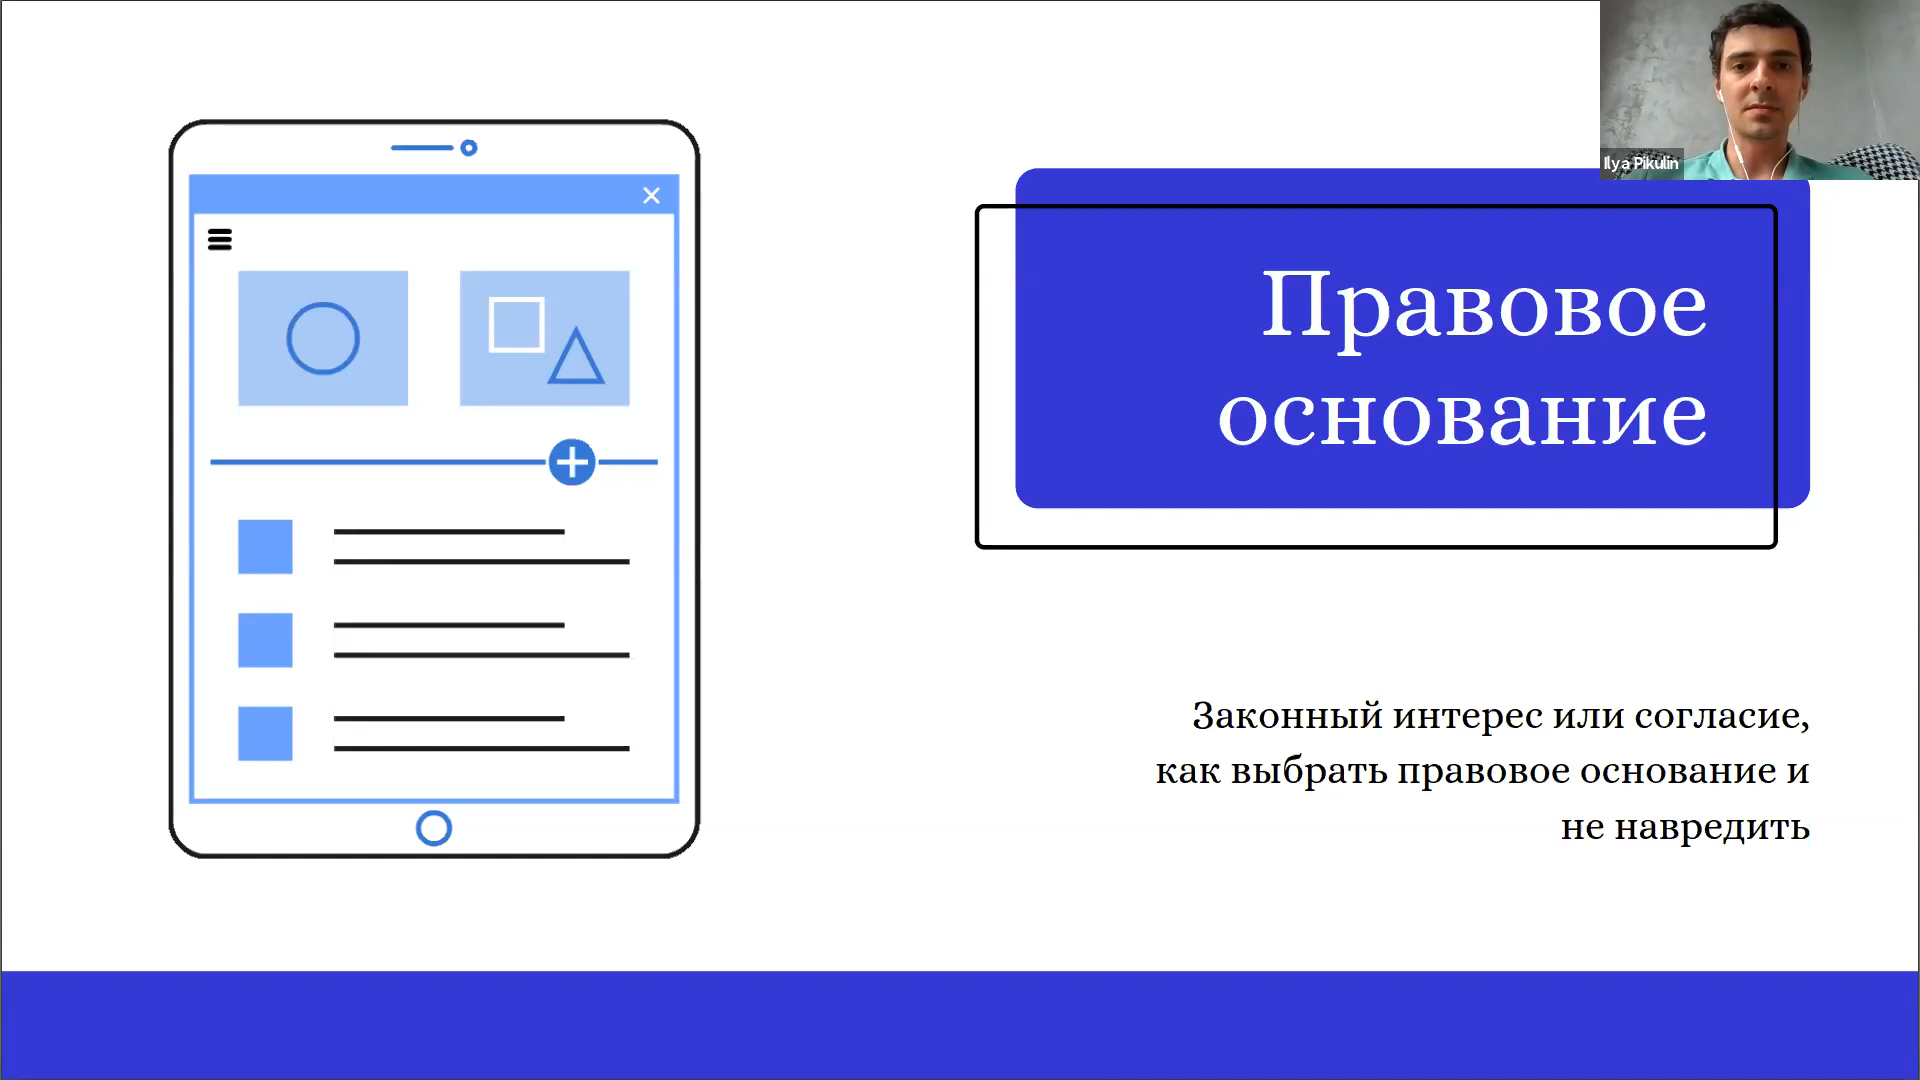 Ilya Pikulin
Правовое
основание
Законный интерес или согласие,
как выбрать правовое основание и
не навредить